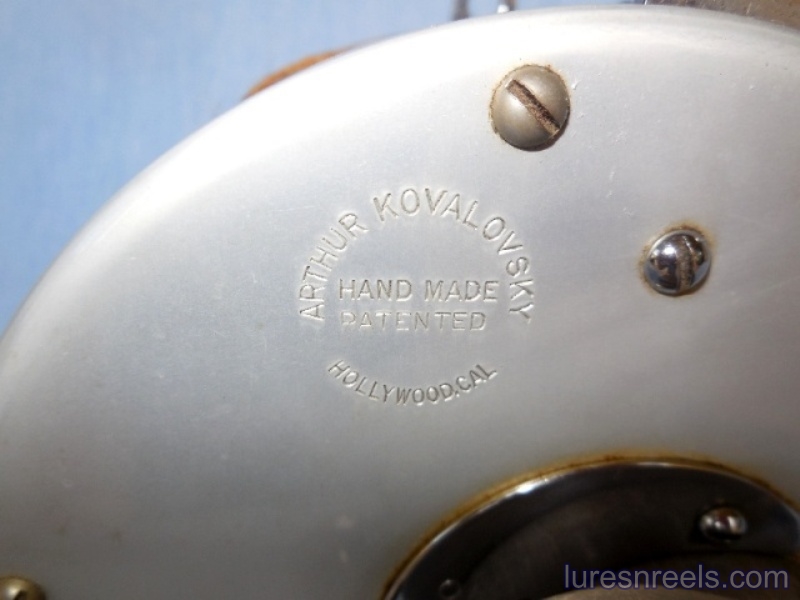 ARTHUR KOVALOVSKY
HAND MADE
PATENTED
HOLLYWOOD,CAL
luresnreels.com